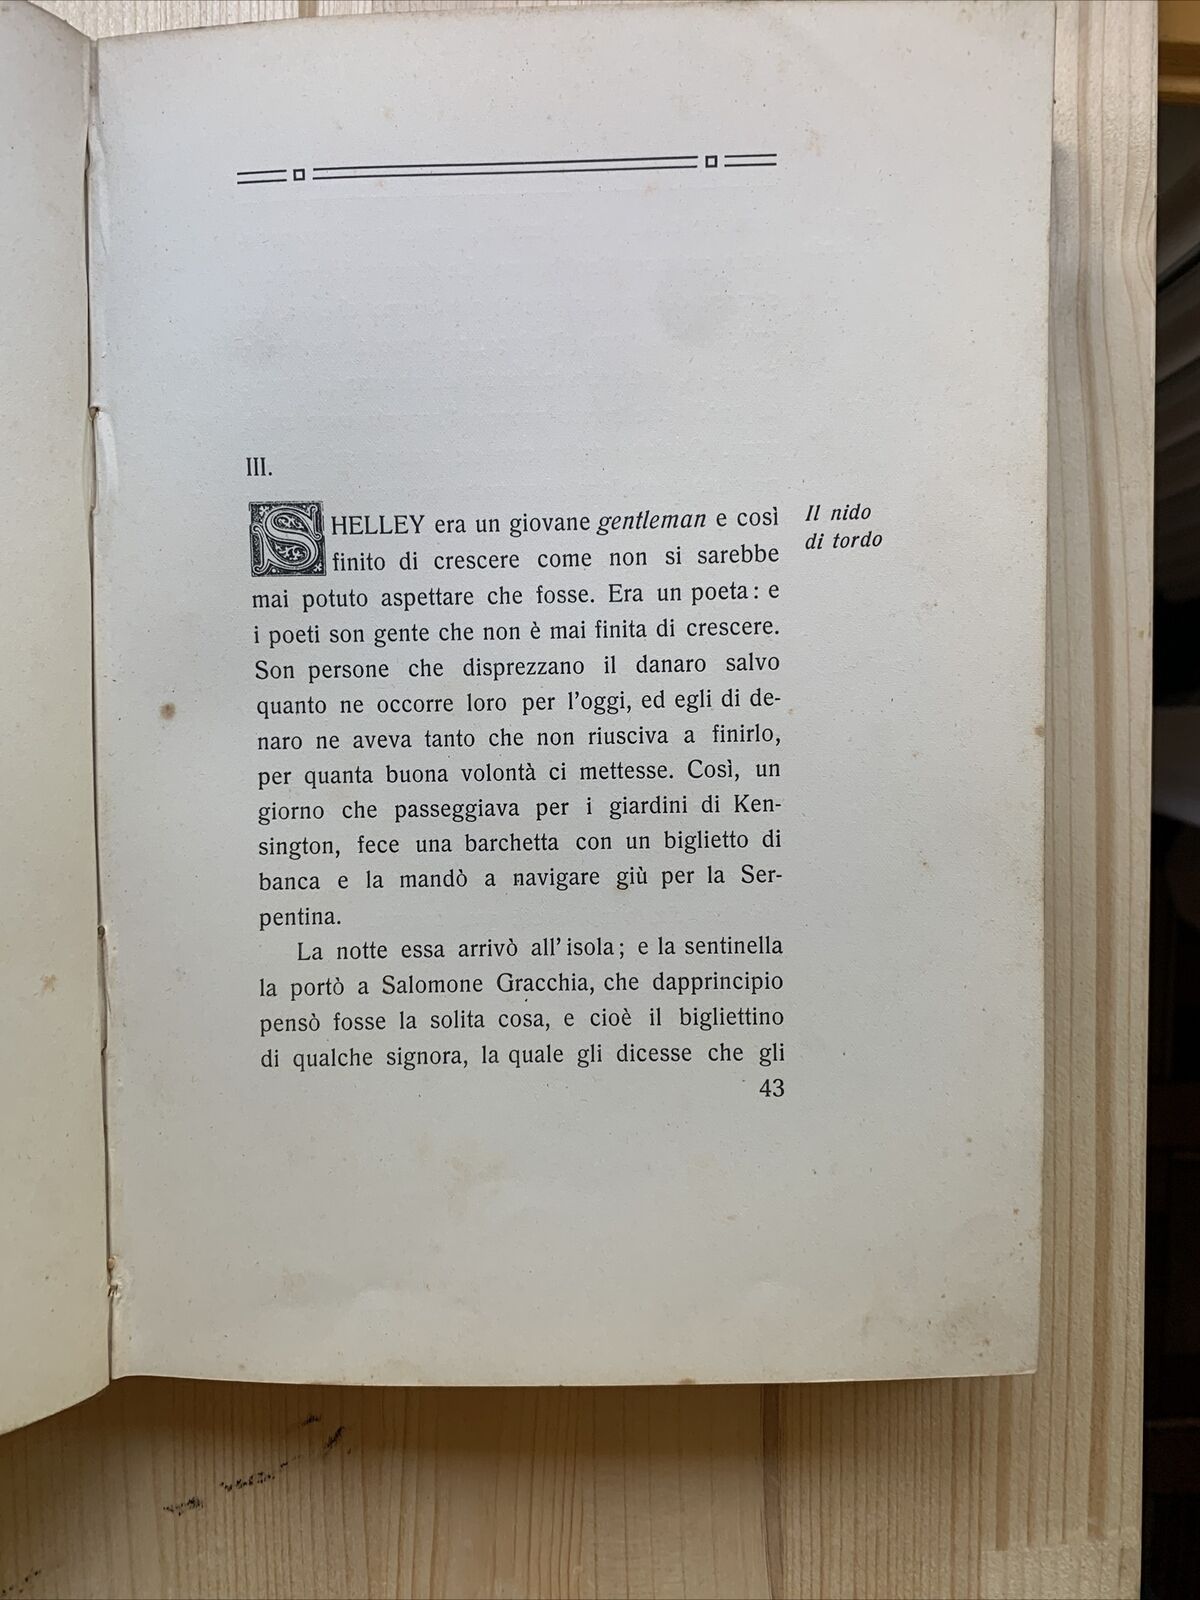 III.
SHELLEY era un giovane gentleman e così
finito di crescere come non si sarebbe
mai potuto aspettare che fosse. Era un poeta: e
i poeti son gente che non è mai finita di crescere.
Son persone che disprezzano il danaro salvo
quanto ne occorre loro per l'oggi, ed egli di de-
naro ne aveva tanto che non riusciva a finirlo,
per quanta buona volontà ci mettesse. Così, un
giorno che passeggiava per i giardini di Ken-
sington, fece una barchetta con un biglietto di
banca e la mandò a navigare giù per la Ser-
pentina.
La notte essa arrivò all'isola; e la sentinella
la portò a Salomone Gracchia, che dapprincipio
pensò fosse la solita cosa, e cioè il bigliettino
di qualche signora, la quale gli dicesse che gli
43
Il nido
di tordo